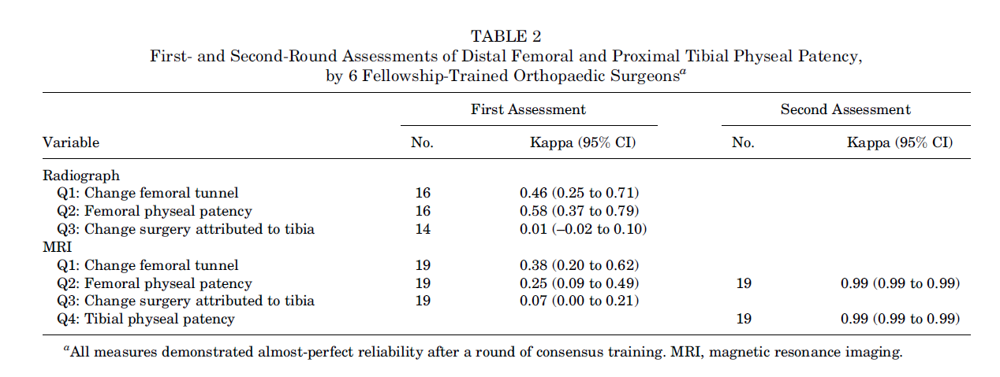 TABLE 2
First- and Second-Round Assessments of Distal Femoral and Proximal Tibial Physeal Patency,
by 6 Fellowship-Trained Orthopaedic Surgeonsa
First Assessment Second Assessment
Variable No. Kappa (95% CI) No. Kappa (95% CI)
Radiograph
Q1: Change femoral tunnel 16 0.46 (0.25 to 0.71)
Q2: Femoral physeal patency 16 0.58 (0.37 to 0.79)
Q3: Change surgery attributed to tibia 14 0.01 (–0.02 to 0.10)
MRI
Q1: Change femoral tunnel 19 0.38 (0.20 to 0.62)
Q2: Femoral physeal patency 19 0.25 (0.09 to 0.49) 19 0.99 (0.99 to 0.99)
Q3: Change surgery attributed to tibia 19 0.07 (0.00 to 0.21)
Q4: Tibial physeal patency 19 0.99 (0.99 to 0.99)
aAll measures demonstrated almost-perfect reliability after a round of consensus training. MRI, magnetic resonance imaging.